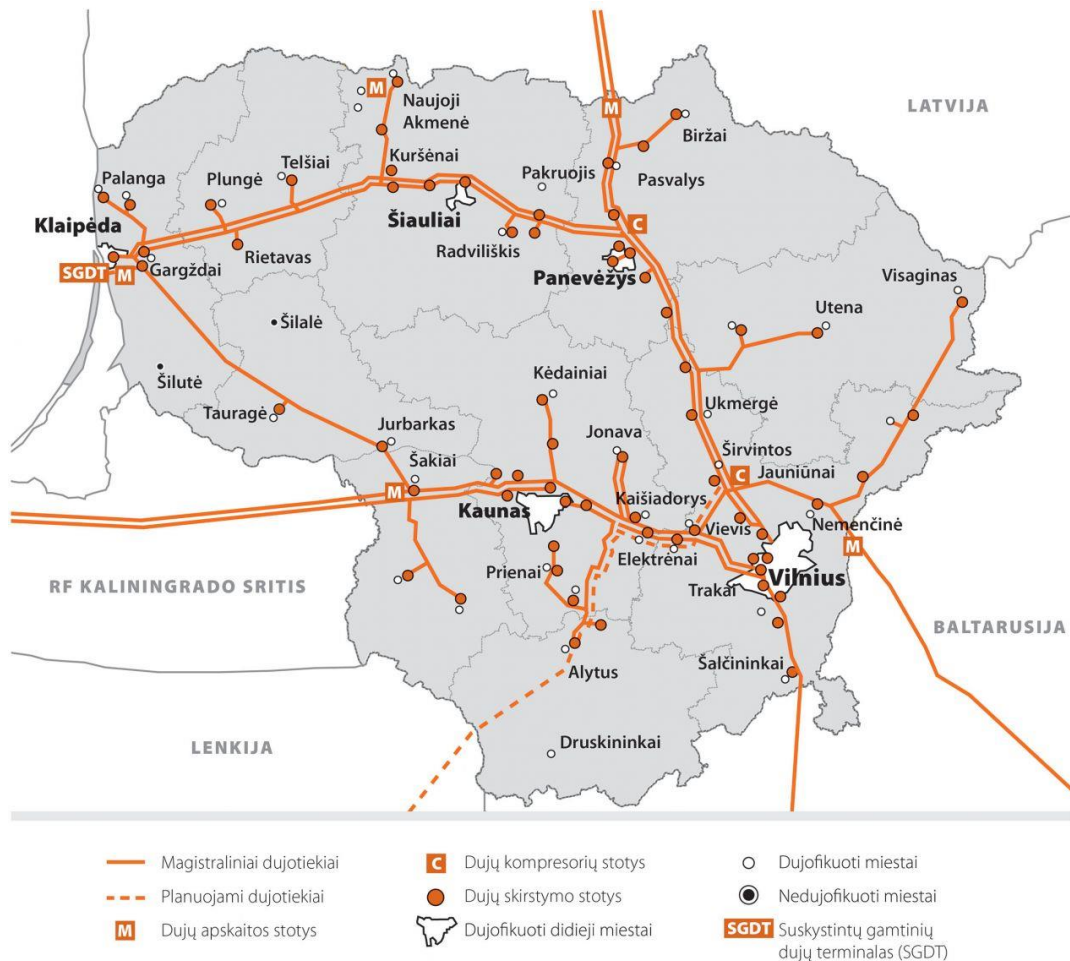 LATVIJA
M
Naujoji
Akmenė
M
Biržai
Telšiai
Kuršėnai
Palanga
Plungė
Pakruojis
Pasvalys
Klaipėda
Šiauliai
C
Radviliškis
Rietavas
SGDT
M
Gargždai
Panevėžys
Visaginas
Utena
Šilalė
Šilutė
Kėdainiai
Tauragė
Ukmergė
Jurbarkas
Jonava
Širvintos
Šakiai
C
Jauniūnai
M
Kaunas
Kaišiadorys
Vievis
Nemenčinė
M
Elektrėnai
Prienai
Vilnius
Trakai
RF KALININGRADO SRITIS
BALTARUSIJA
Alytus
Šalčininkai
LENKIJA
Druskininkai
Magistraliniai dujotiekiai
Planuojami dujotiekiai
M Dujų apskaitos stotys
C Dujų kompresorių stotys
Dujų skirstymo stotys
Dujofikuoti didieji miestai
Dujofikuoti miestai
Nedujofikuoti miestai
SGDT Suskystintų gamtinių
dujų terminalas (SGDT)